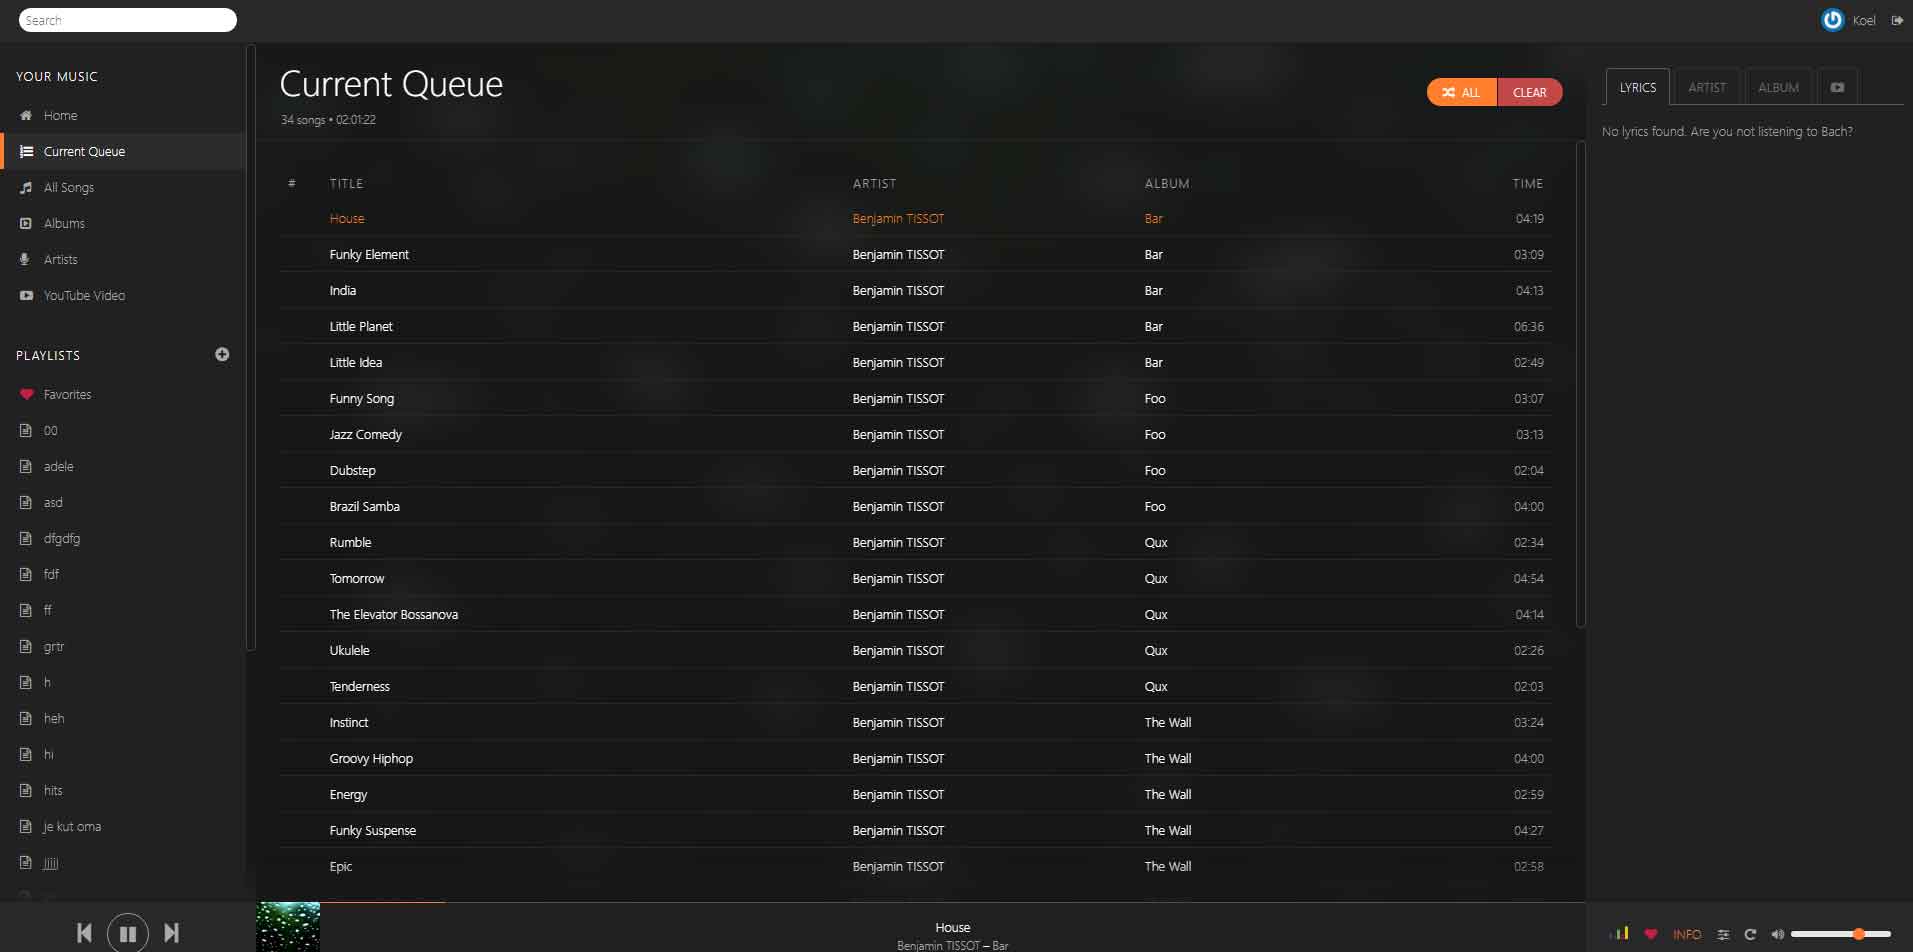 Search
Koel
YOUR MUSIC
Home
Current Queue
All Songs
Albums
Artists
YouTube Video
PLAYLISTS
Favorites
00
adele
asd
dfgdfg
fdf
ff
grtr
h
heh
hi
hits
je kut oma
jjjjj
Current Queue
34 songs • 02:01:22
ALL CLEAR
# TITLE ARTIST ALBUM TIME
House Benjamin TISSOT Bar 04:19
Funky Element Benjamin TISSOT Bar 03:09
India Benjamin TISSOT Bar 04:13
Little Planet Benjamin TISSOT Bar 06:36
Little Idea Benjamin TISSOT Bar 02:49
Funny Song Benjamin TISSOT Foo 03:07
Jazz Comedy Benjamin TISSOT Foo 03:13
Dubstep Benjamin TISSOT Foo 02:04
Brazil Samba Benjamin TISSOT Foo 04:00
Rumble Benjamin TISSOT Qux 02:34
Tomorrow Benjamin TISSOT Qux 04:54
The Elevator Bossanova Benjamin TISSOT Qux 04:14
Ukulele Benjamin TISSOT Qux 02:26
Tenderness Benjamin TISSOT Qux 02:03
Instinct Benjamin TISSOT The Wall 03:24
Groovy Hiphop Benjamin TISSOT The Wall 04:00
Energy Benjamin TISSOT The Wall 02:59
Funky Suspense Benjamin TISSOT The Wall 04:27
Epic Benjamin TISSOT The Wall 02:58
LYRICS ARTIST ALBUM
No lyrics found. Are you not listening to Bach?
House
Benjamin TISSOT – Bar
INFO